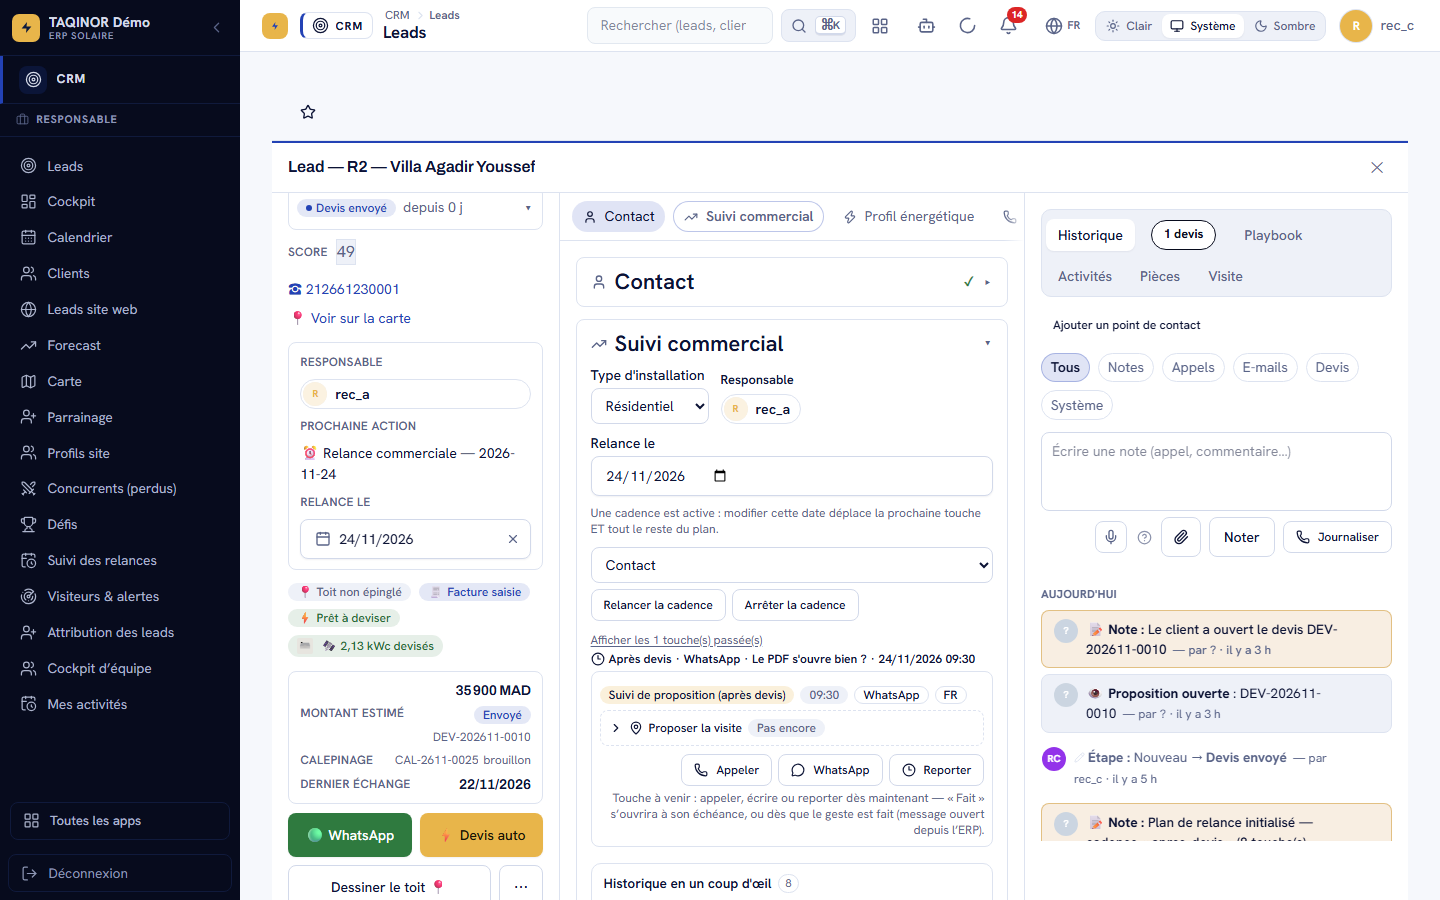 TAQINOR Démo
ERP SOLAIRE
CRM
RESPONSABLE
Leads
Cockpit
Calendrier
Clients
Leads site web
Forecast
Carte
Parrainage
Profils site
Concurrents (perdus)
Défis
Suivi des relances
Visiteurs & alertes
Attribution des leads
Cockpit d'équipe
Mes activités
Toutes les apps
Déconnexion
CRM
CRM Leads
Leads
Rechercher (leads, clier
⌘K
14
FR
Clair
Système
Sombre
R
rec_c
Lead — R2 — Villa Agadir Youssef
Devis envoyé depuis 0 j
SCORE 49
212661230001
Voir sur la carte
RESPONSABLE
R rec_a
PROCHAINE ACTION
Relance commerciale — 2026-
11-24
RELANCE LE
24/11/2026
Toit non épinglé
Facture saisie
Prêt à deviser
2,13 kWc devisés
35 900 MAD
MONTANT ESTIMÉ
Envoyé
DEV-202611-0010
CALEPINAGE CAL-2611-0025 brouillon
DERNIER ÉCHANGE 22/11/2026
WhatsApp
Devis auto
Dessiner le toit
...
Contact
Suivi commercial
Profil énergétique
Contact
Suivi commercial
Type d'installation
Responsable
Résidentiel
R rec_a
Relance le
24/11/2026
Une cadence est active : modifier cette date déplace la prochaine touche
ET tout le reste du plan.
Contact
Relancer la cadence
Arrêter la cadence
Afficher les 1 touche(s) passée(s)
Après devis · WhatsApp · Le PDF s'ouvre bien ? · 24/11/2026 09:30
Suivi de proposition (après devis) 09:30 WhatsApp FR
Proposer la visite Pas encore
Appeler
WhatsApp
Reporter
Touche à venir : appeler, écrire ou reporter dès maintenant — « Fait »
s'ouvrira à son échéance, ou dès que le geste est fait (message ouvert
depuis l'ERP).
Historique en un coup d'œil 8
Historique
1 devis
Playbook
Activités
Pièces
Visite
Ajouter un point de contact
Tous
Notes
Appels
E-mails
Devis
Système
Écrire une note (appel, commentaire…)
Noter
Journaliser
AUJOURD'HUI
? Note : Le client a ouvert le devis DEV-
202611-0010 — par ? · il y a 3 h
? Proposition ouverte : DEV-202611-
0010 — par ? · il y a 3 h
RC Étape : Nouveau → Devis envoyé — par
rec_c · il y a 5 h
? Note : Plan de relance initialisé —